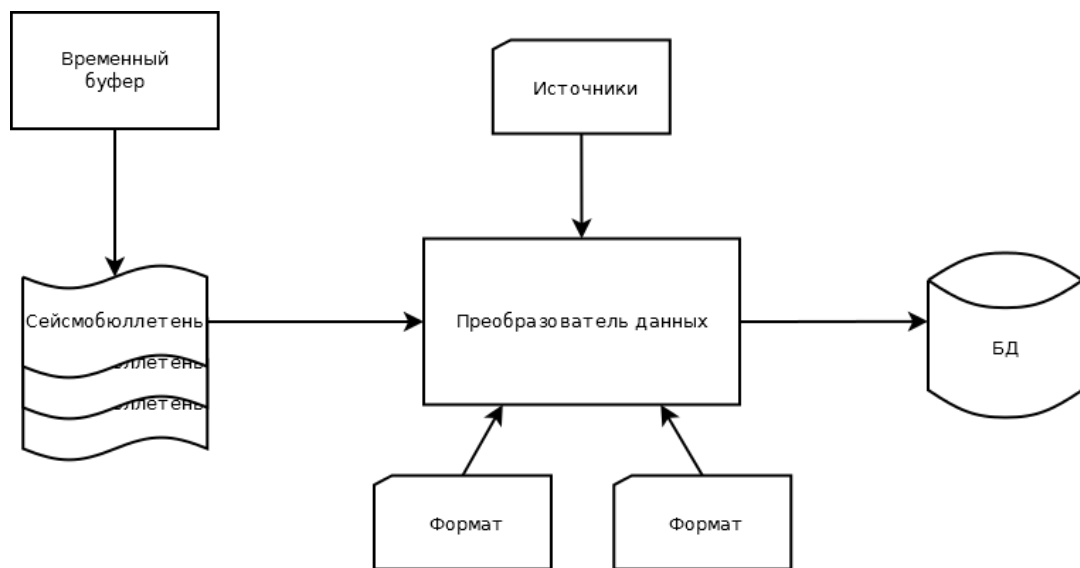 Временный
буфер
Источники
Сейсмобюллетень
Преобразователь данных
БД
Формат
Формат